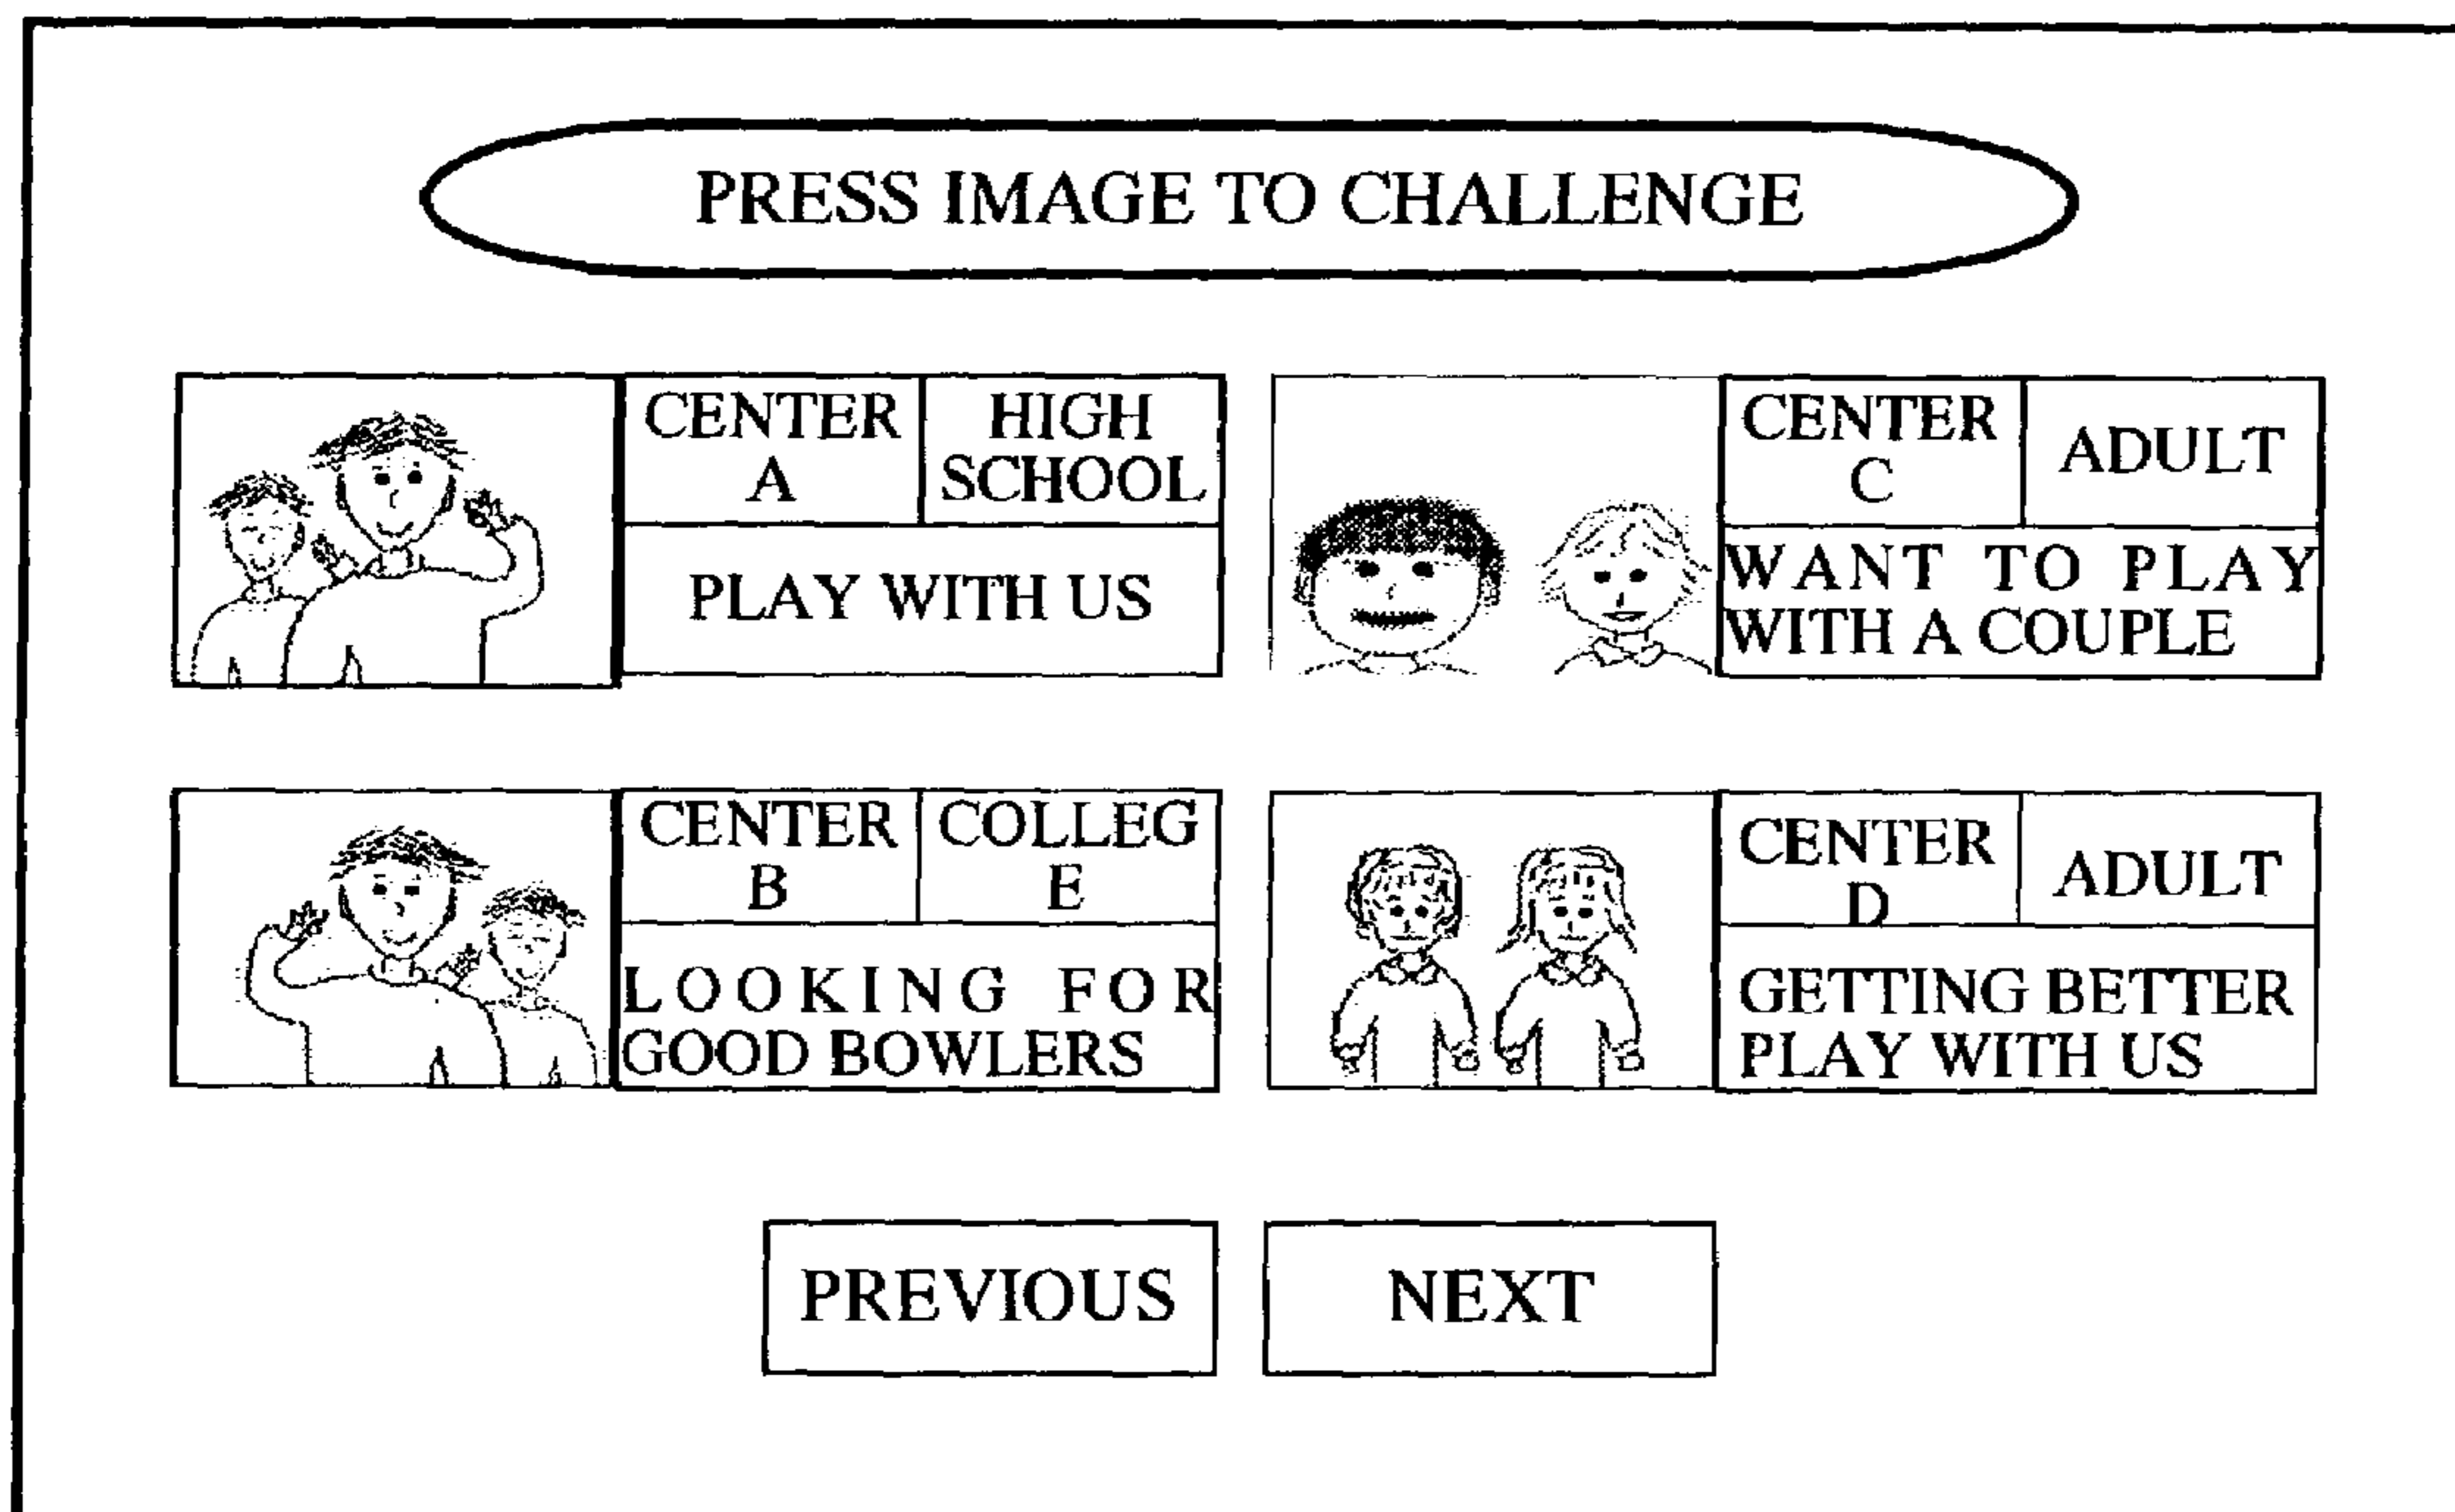 PRESS IMAGE TO CHALLENGE
CENTER
A
HIGH
SCHOOL
PLAY WITH US
CENTER
C
ADULT
WANT TO PLAY
WITH A COUPLE
CENTER
B
COLLEG
E
LOOKING FOR
GOOD BOWLERS
CENTER
D
ADULT
GETTING BETTER
PLAY WITH US
PREVIOUS
NEXT